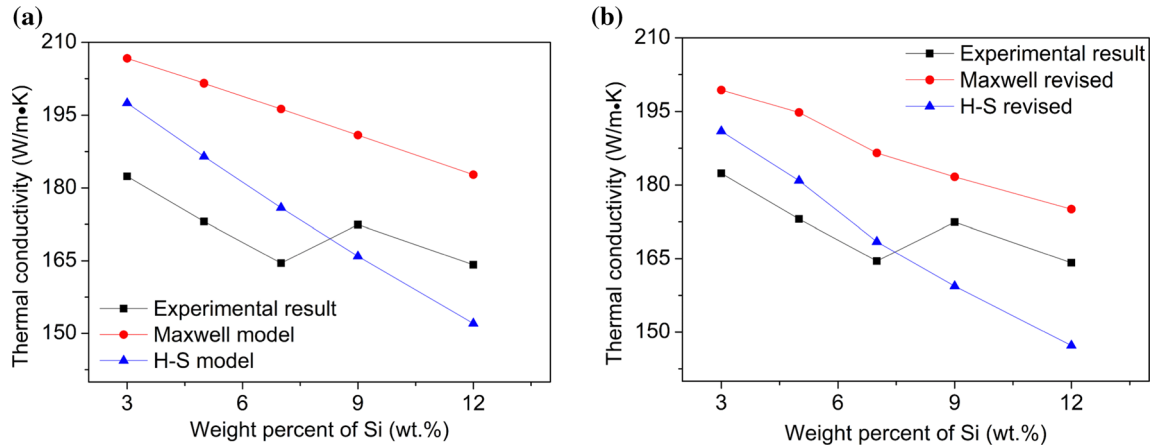 (a)
210
195
180
165
150
3
6
9
12
Thermal conductivity (W/m•K)
Weight percent of Si (wt.%)
Experimental result
Maxwell model
H-S model
(b)
210
195
180
165
150
3
6
9
12
Thermal conductivity (W/m•K)
Weight percent of Si (wt.%)
Experimental result
Maxwell revised
H-S revised